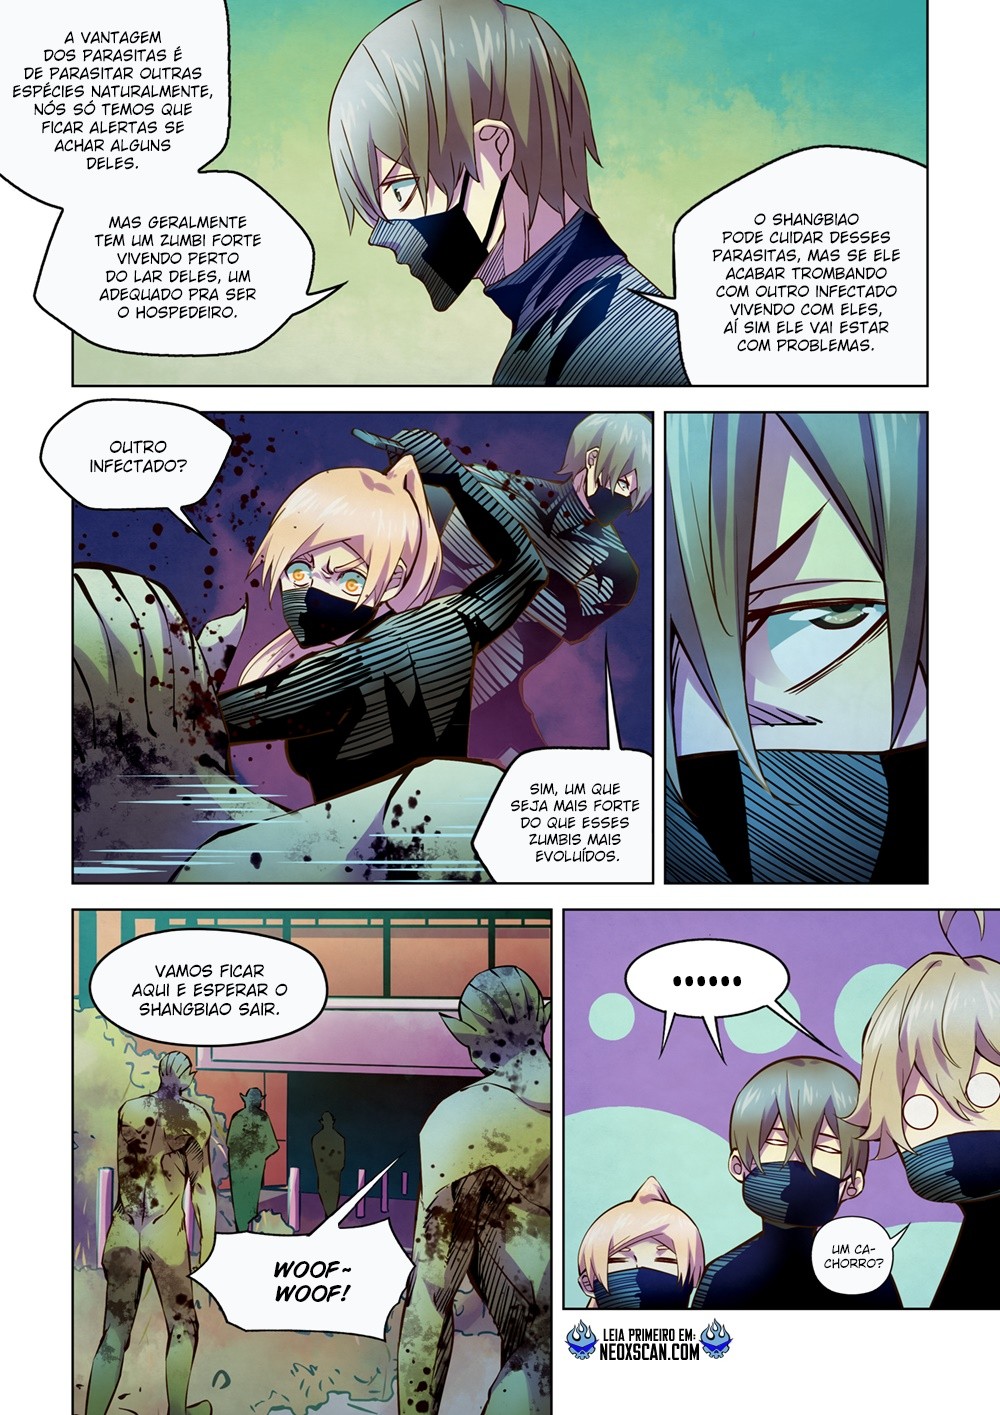 A VANTAGEM
DOS PARASITAS É
DE PARASITAR OUTRAS
ESPÉCIES NATURALMENTE,
NÓS SÓ TEMOS QUE
FICAR ALERTAS SE
ACHAR ALGUNS
DELES.
MAS GERALMENTE
TEM UM ZUMBI FORTE
VIVENDO PERTO
DO LAR DELES, UM
ADEQUADO PRA SER
O HOSPEDEIRO.
O SHANGBIAO
PODE CUIDAR DESSES
PARASITAS, MAS SE ELE
ACABAR TROMBANDO
COM OUTRO INFECTADO
VIVENDO COM ELES,
AÍ SIM ELE VAI ESTAR
COM PROBLEMAS.
OUTRO
INFECTADO?
SIM, UM QUE
SEJA MAIS FORTE
DO QUE ESSES
ZUMBIS MAIS
EVOLUÍDOS.
VAMOS FICAR
AQUI E ESPERAR O
SHANGBIAO SAIR.
WOOF~
WOOF!
••••••
UM CA-
CHORRO?
LEIA PRIMEIRO EM:
NEOXSCAN.COM